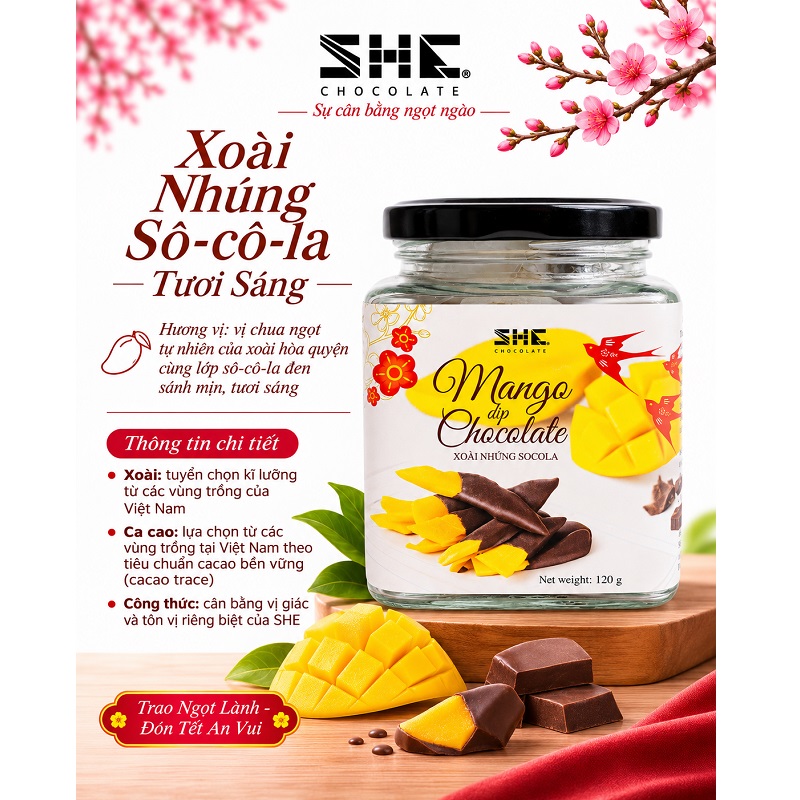 SHE®
CHOCOLATE
Sự cân bằng ngọt ngào
Xoài
Nhúng
Sô-cô-la
Tươi Sáng
Hương vị: vị chua ngọt
tự nhiên của xoài hòa quyện
cùng lớp sô-cô-la đen
sánh mịn, tươi sáng
Thông tin chi tiết
• Xoài: tuyển chọn kĩ lưỡng
từ các vùng trồng của
Việt Nam
• Ca cao: lựa chọn từ các
vùng trồng tại Việt Nam theo
tiêu chuẩn cacao bền vững
(cacao trace)
• Công thức: cân bằng vị giác
và tôn vị riêng biệt của SHE
Trao Ngọt Lành -
Đón Tết An Vui
SHE
CHOCOLATE
Mango
dip
Chocolate
XOÀI NHÚNG SOCOLA
Net weight: 120 g